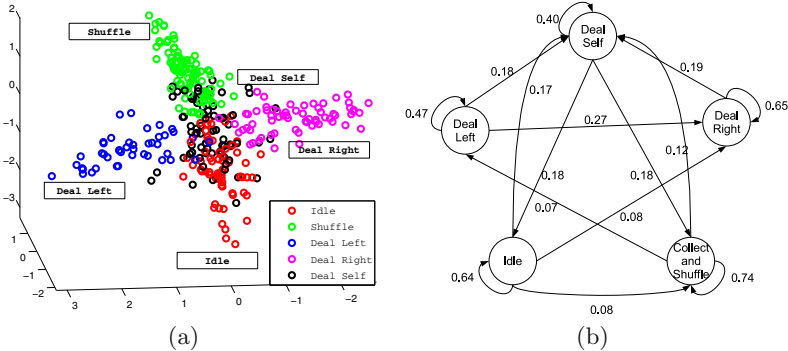 2
1
0
−1
−2
−3
1
0
−1
−2
3
2
1
0
−1
−2
Shuffle
Deal Self
Deal Right
Deal Left
Idle
Idle
Shuffle
Deal Left
Deal Right
Deal Self
(a)
0.40
Deal
Self
0.18
0.17
0.19
0.47
Deal
Left
0.27
Deal
Right
0.65
0.12
0.18
0.18
0.07
0.08
Idle
0.64
Collect
and
Shuffle
0.74
0.08
(b)